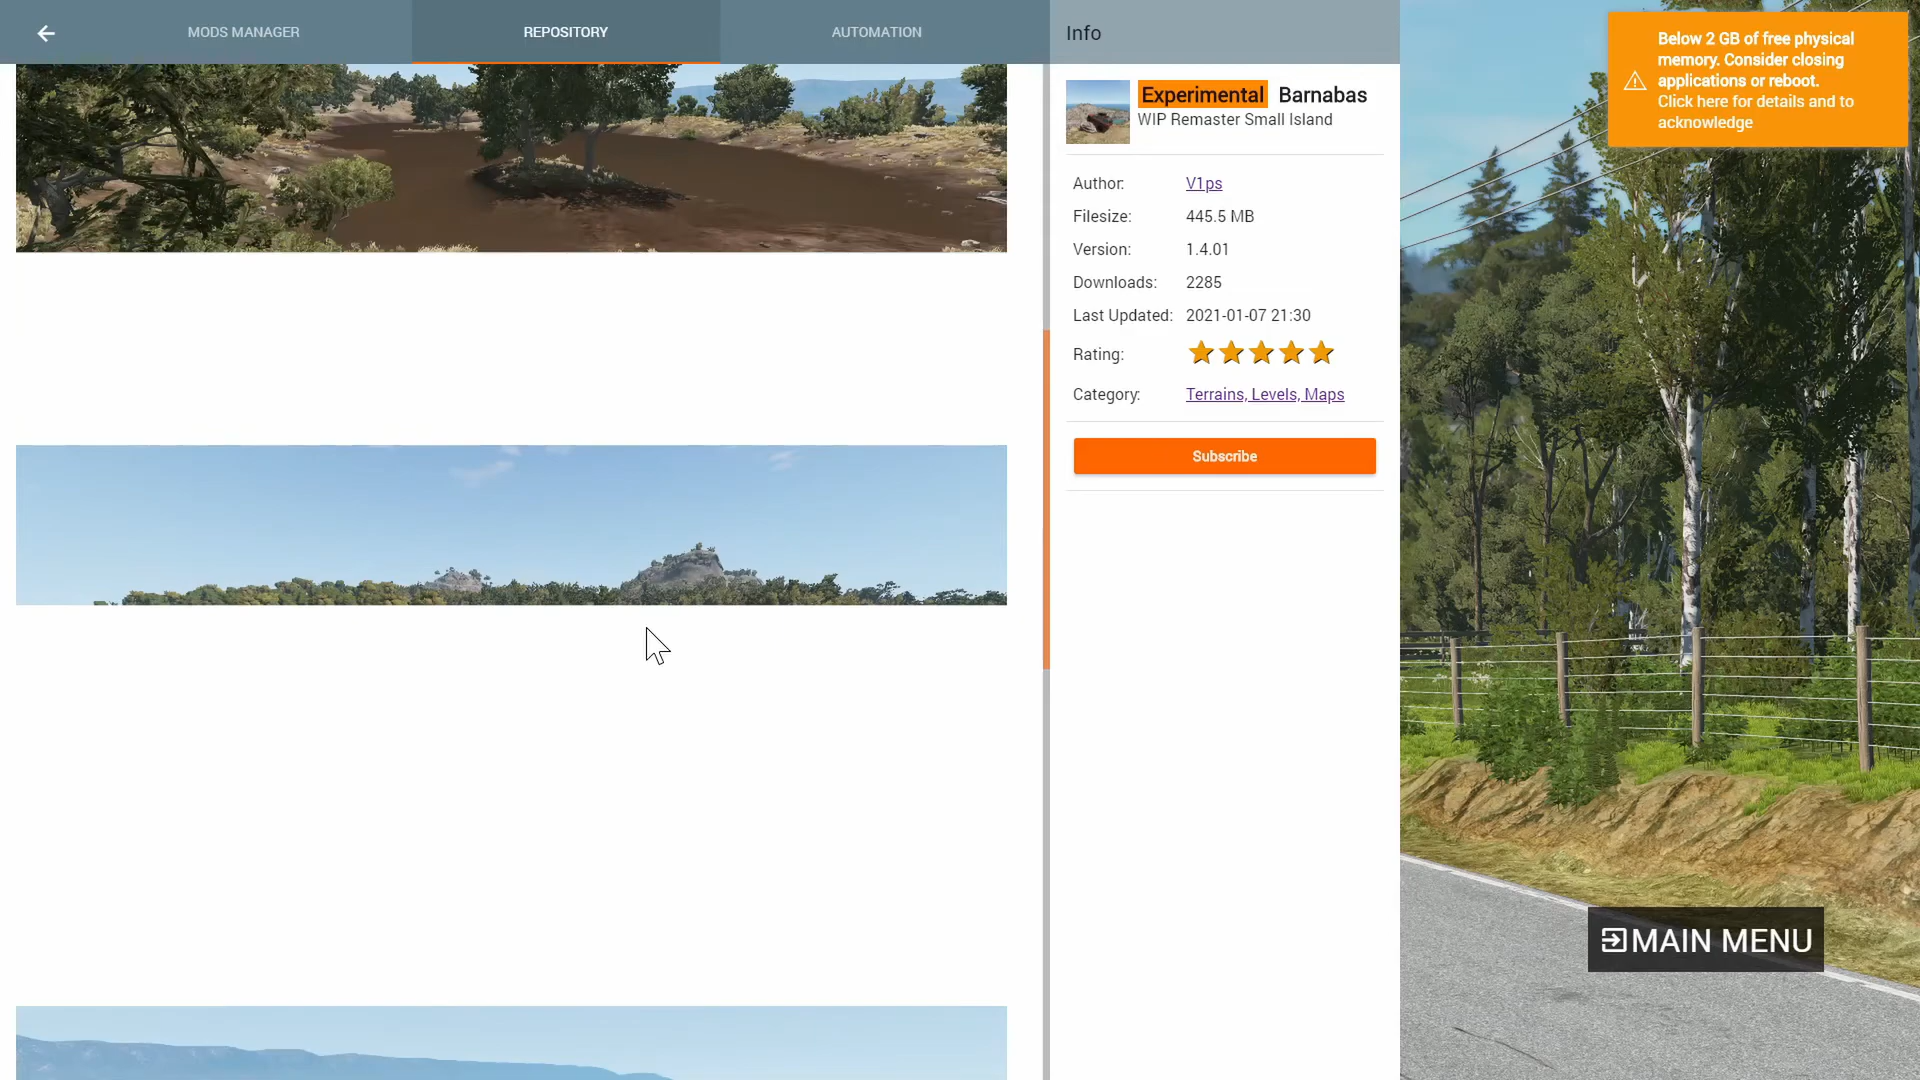 MODS MANAGER
REPOSITORY
AUTOMATION
Info
Experimental Barnabas
WIP Remaster Small Island
Author: V1ps
Filesize: 445.5 MB
Version: 1.4.01
Downloads: 2285
Last Updated: 2021-01-07 21:30
Rating:
Category: Terrains, Levels, Maps
Subscribe
Below 2 GB of free physical
memory. Consider closing
applications or reboot.
Click here for details and to
acknowledge
MAIN MENU